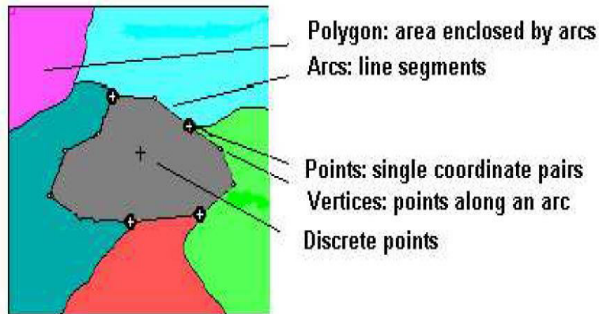 Polygon: area enclosed by arcs
Arcs: line segments
Points: single coordinate pairs
Vertices: points along an arc
Discrete points